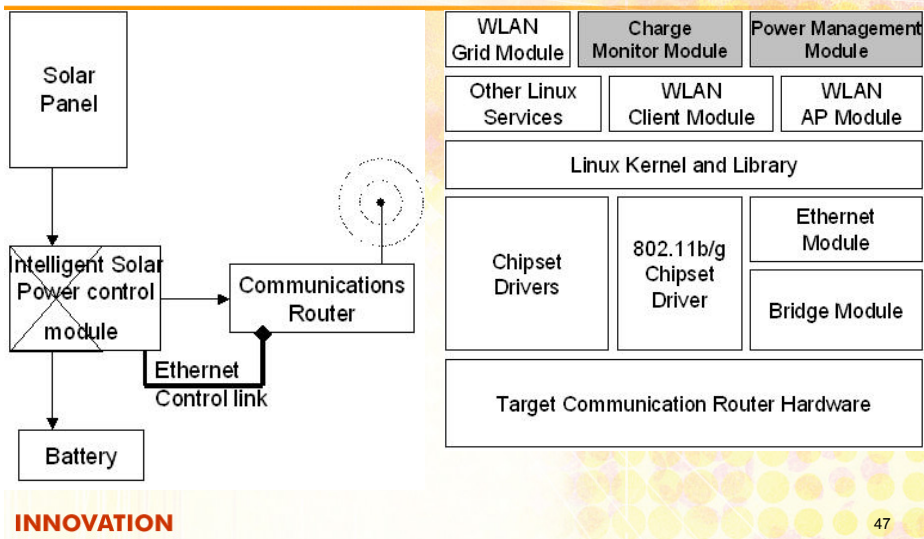 Solar
Panel
Intelligent Solar
Power control
module
Communications
Router
Ethernet
Control link
Battery
WLAN
Grid Module
Charge
Monitor Module
Power Management
Module
Other Linux
Services
WLAN
Client Module
WLAN
AP Module
Linux Kernel and Library
Chipset
Drivers
802.11b/g
Chipset
Driver
Ethernet
Module
Bridge Module
Target Communication Router Hardware
INNOVATION
47